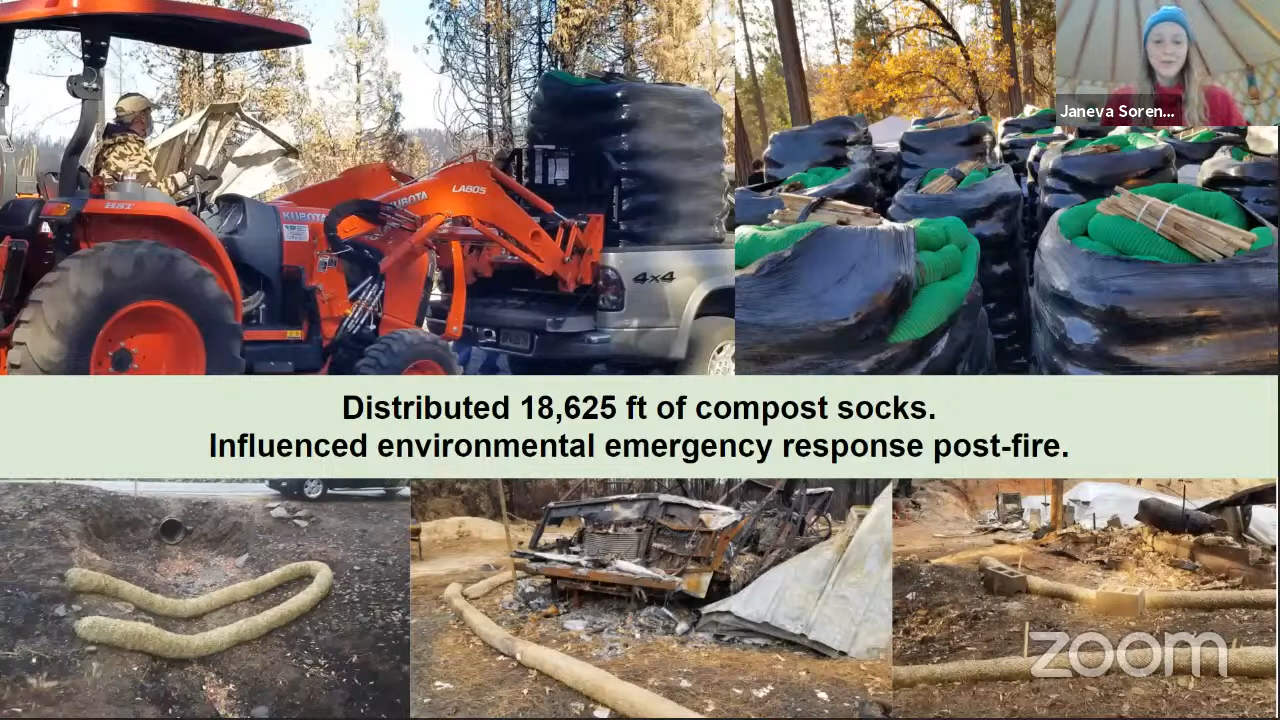 Janeva Soren...
LA805
KUBOTA
KUBOTA
HST
4x4
Distributed 18,625 ft of compost socks.
Influenced environmental emergency response post-fire.
zoom